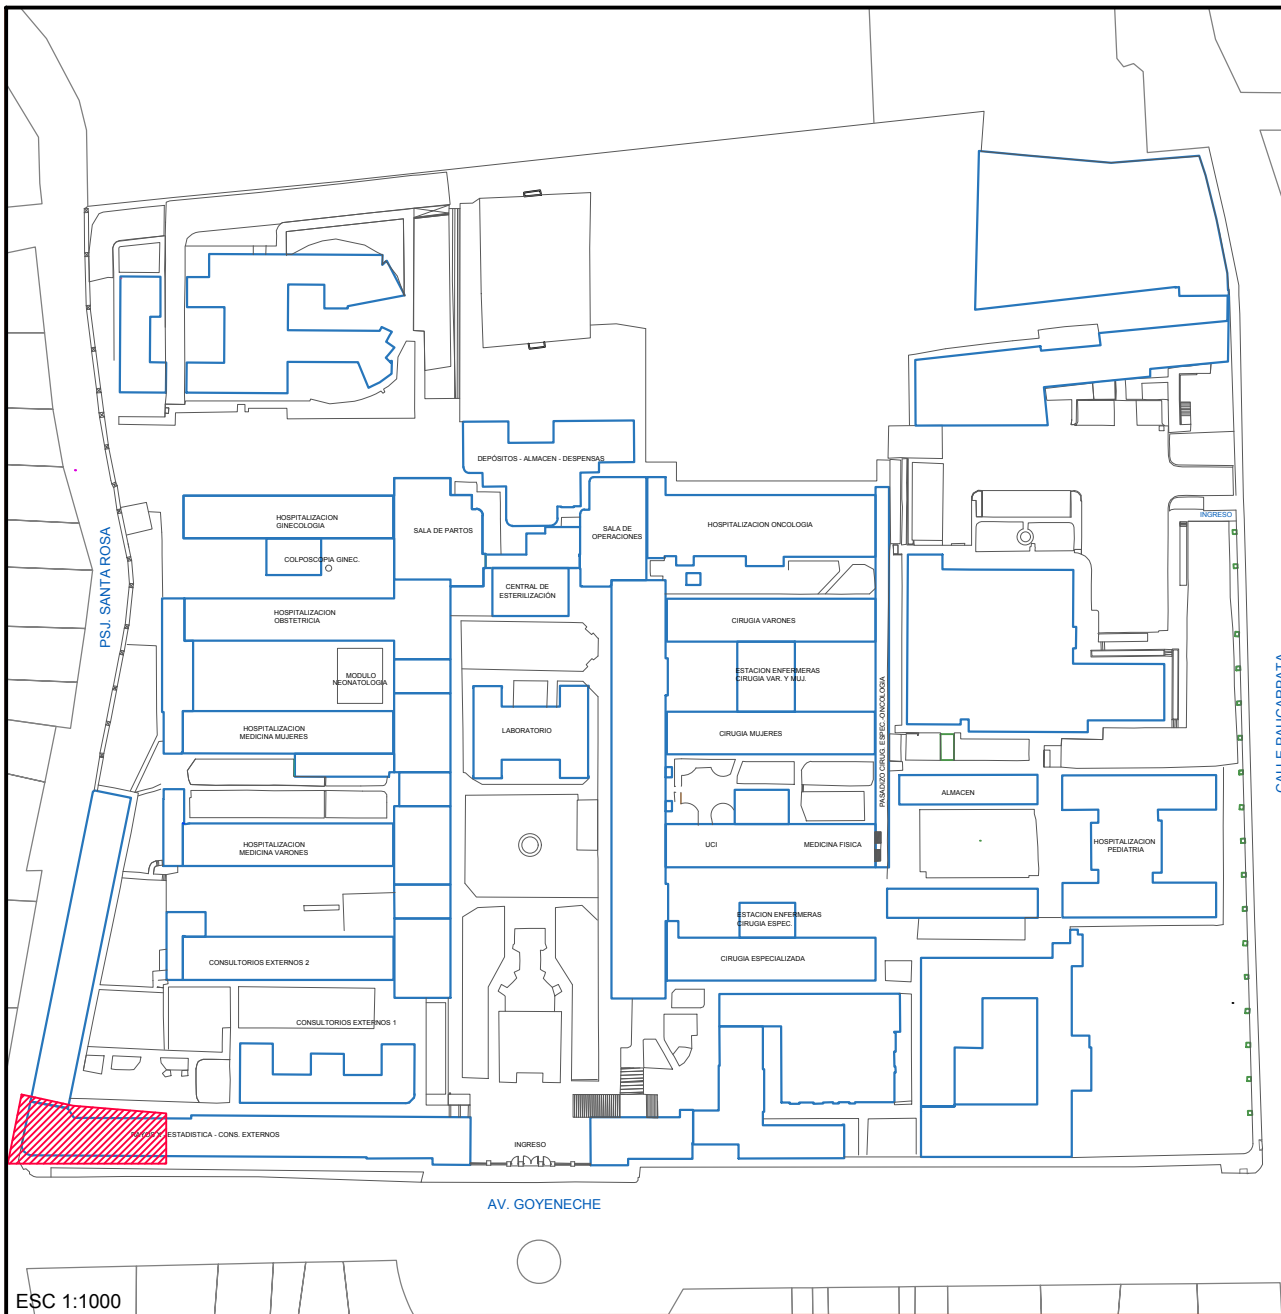 DEPÓSITOS - ALMACEN - DESPENSAS
HOSPITALIZACION
GINECOLOGIA
SALA DE PARTOS
SALA DE
OPERACIONES
HOSPITALIZACION ONCOLOGIA
INGRESO
COLPOSCOPIA GINEC.
PSJ. SANTA ROSA
CENTRAL DE
ESTERILIZACIÓN
HOSPITALIZACION
OBSTETRICIA
CIRUGIA VARONES
MODULO
NEONATOLOGIA
ESTACION ENFERMERAS
CIRUGIA VAR. Y MUJ.
PASADIZO CIRUG. ESPEC.-ONCOLOGIA
CALLE PAUCARPATA
HOSPITALIZACION
MEDICINA MUJERES
LABORATORIO
CIRUGIA MUJERES
ALMACEN
HOSPITALIZACION
MEDICINA VARONES
UCI
MEDICINA FISICA
HOSPITALIZACION
PEDIATRIA
ESTACION ENFERMERAS
CIRUGIA ESPEC.
CONSULTORIOS EXTERNOS 2
CIRUGIA ESPECIALIZADA
CONSULTORIOS EXTERNOS 1
ESTADISTICA - CONS. EXTERNOS
INGRESO
AV. GOYENECHE
ESC 1:1000